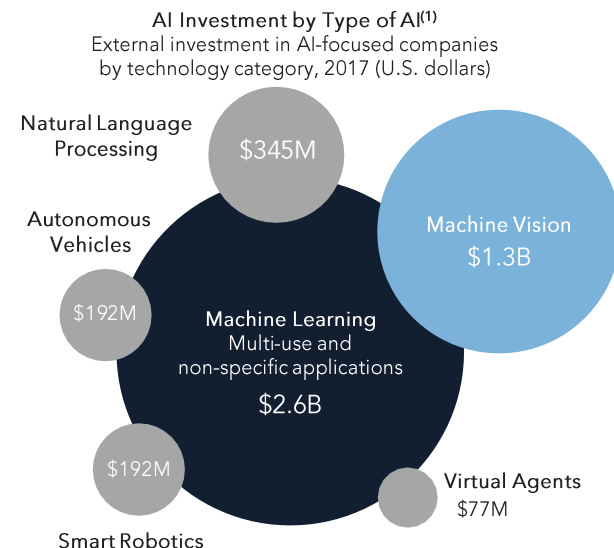 AI Investment by Type of AI(1)
External investment in AI-focused companies
by technology category, 2017 (U.S. dollars)
Natural Language
Processing
$345M
Machine Vision
$1.3B
Autonomous
Vehicles
$192M
Machine Learning
Multi-use and
non-specific applications
$2.6B
$192M
Smart Robotics
Virtual Agents
$77M